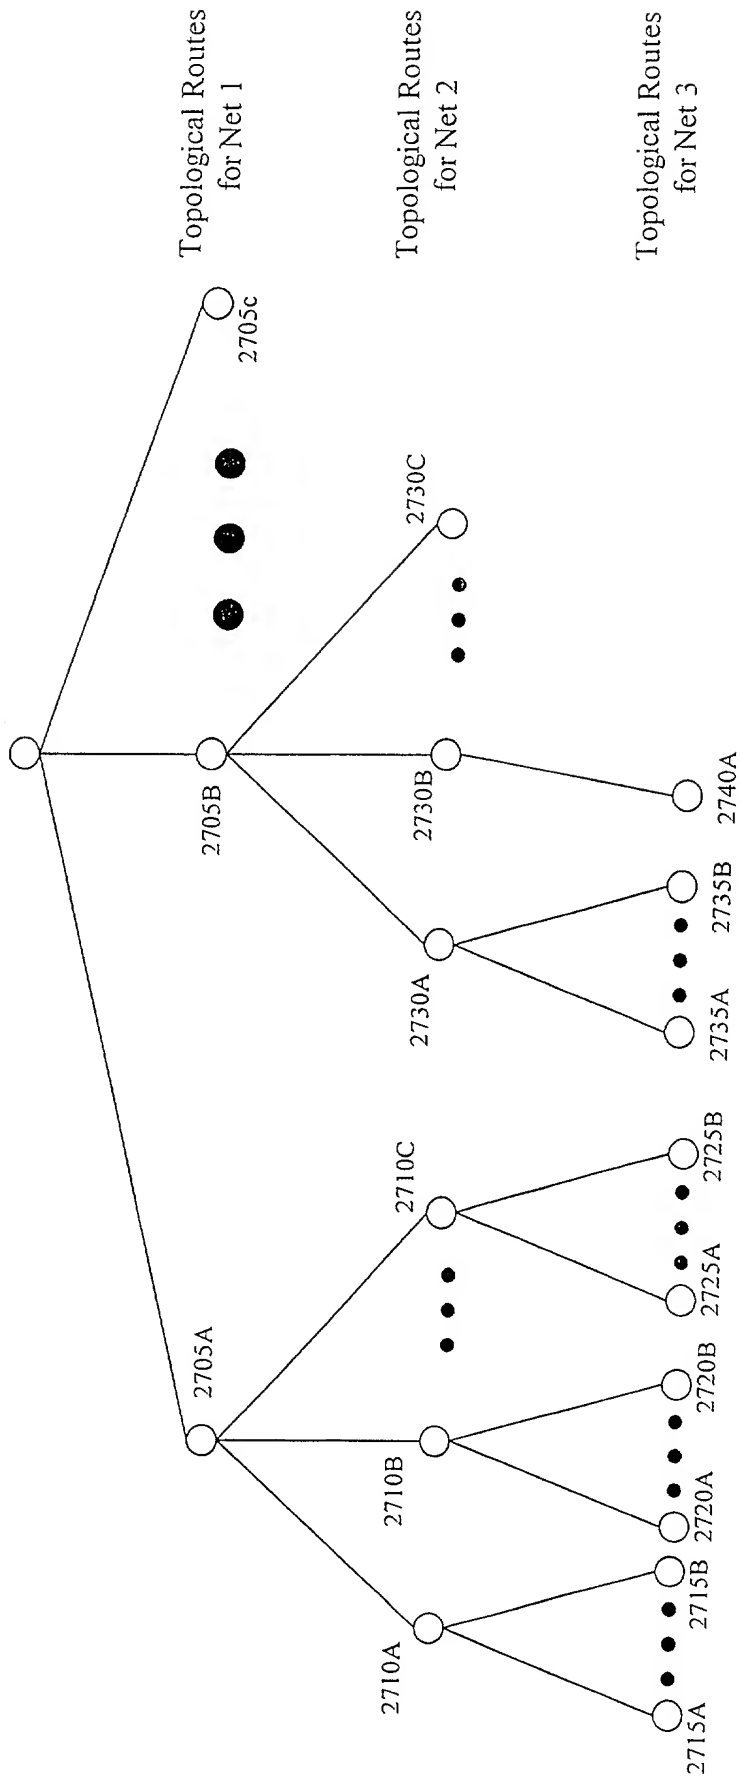 Topological Routes
for Net 1
2705A
2705B
2705c
Topological Routes
for Net 2
2710A
2710B
2710C
2730A
2730B
2730C
Topological Routes
for Net 3
2715A
2715B
2720A
2720B
2725A
2725B
2735A
2735B
2740A